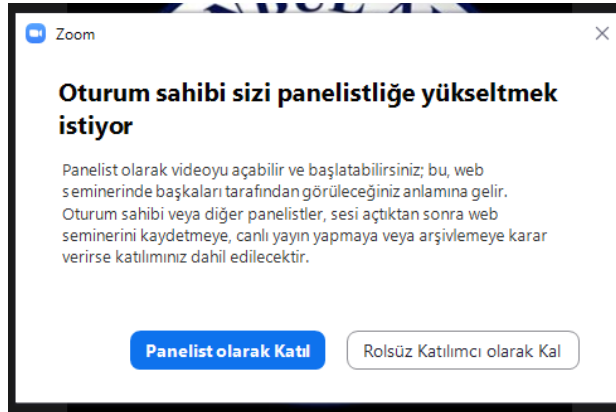 Zoom
Oturum sahibi sizi panelistliğe yükseltmek
istiyor
Panelist olarak videoyu açabilir ve başlatabilirsiniz; bu, web
seminerinde başkaları tarafından görüleceğiniz anlamına gelir.
Oturum sahibi veya diğer panelistler, sesi açtıktan sonra web
seminerini kaydetmeye, canlı yayın yapmaya veya arşivlemeye karar
verirse katılımınız dahil edilecektir.
Panelist olarak Katıl
Rolsüz Katılımcı olarak Kal